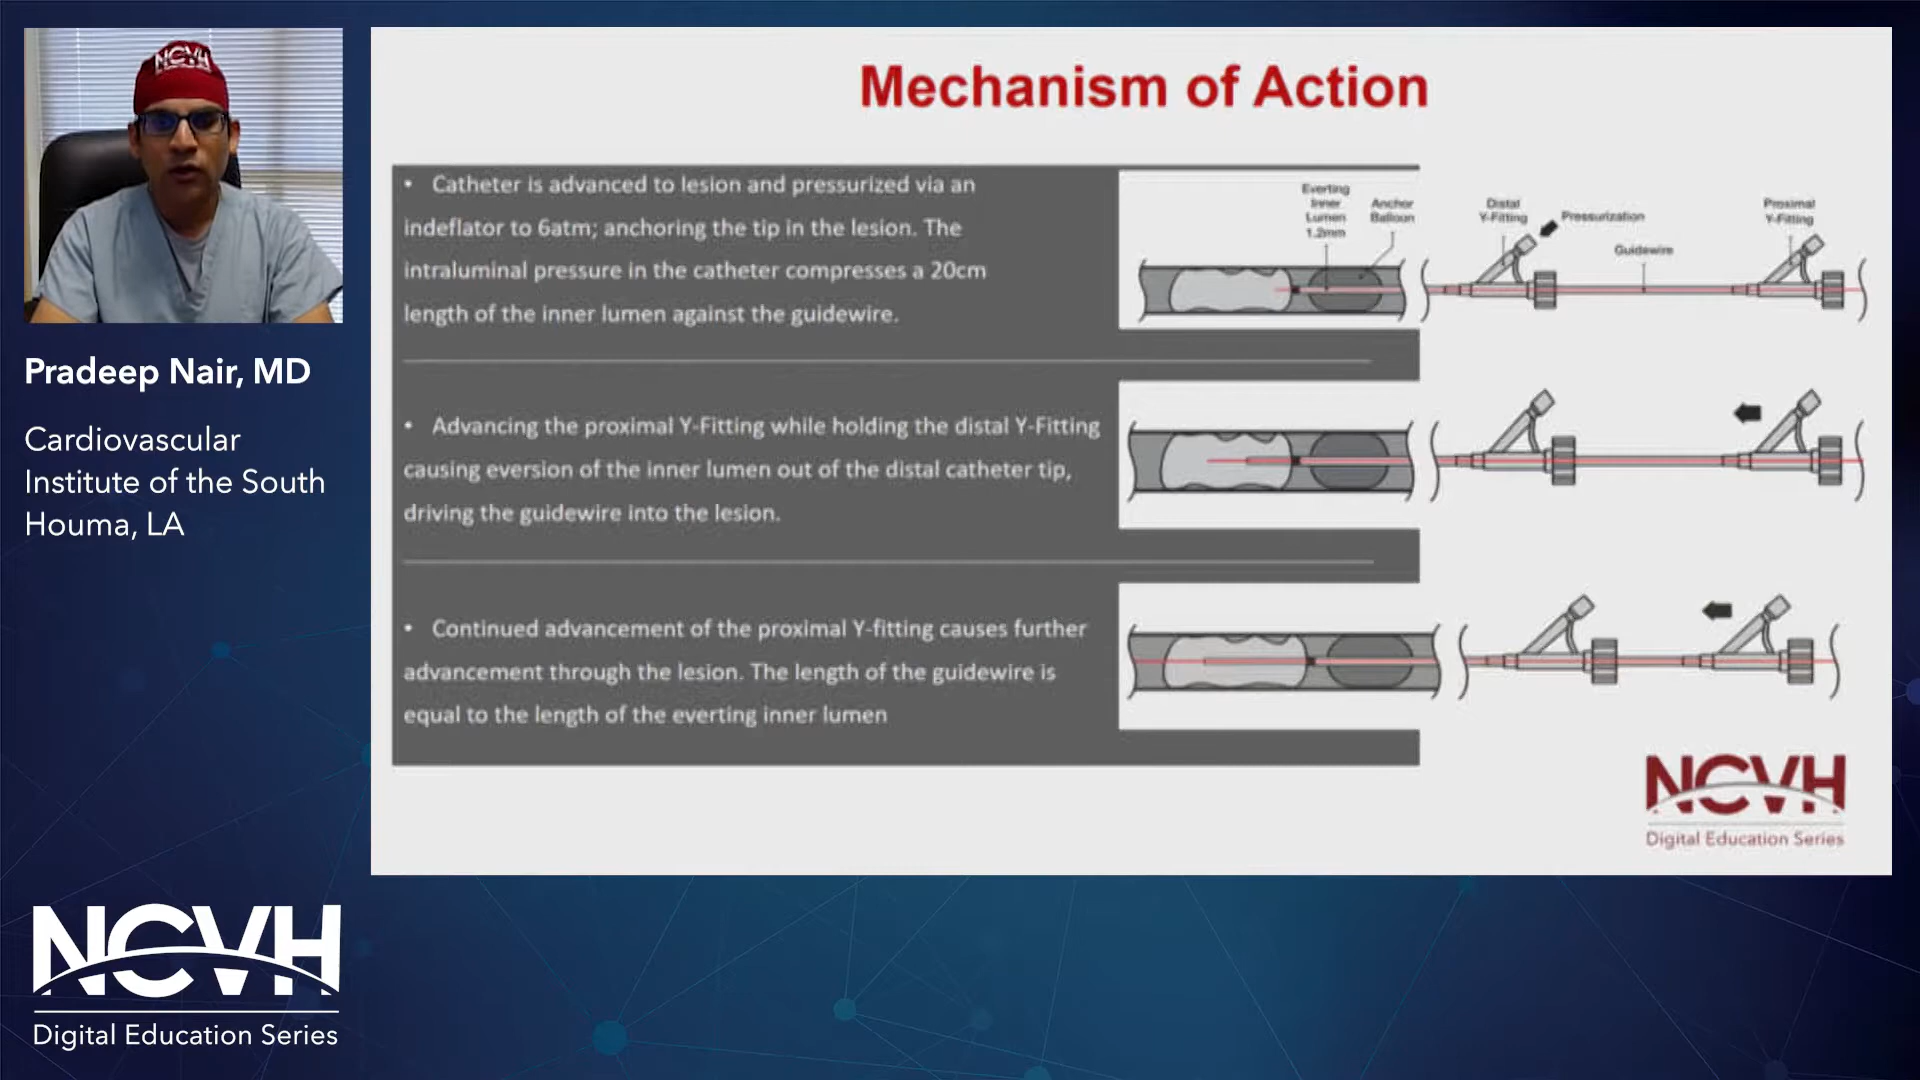 NCVH
Pradeep Nair, MD
Cardiovascular
Institute of the South
Houma, LA
NCVH
Digital Education Series
Mechanism of Action
• Catheter is advanced to lesion and pressurized via an
indeflator to 6atm; anchoring the tip in the lesion. The
intraluminal pressure in the catheter compresses a 20cm
length of the inner lumen against the guidewire.
• Advancing the proximal Y-Fitting while holding the distal Y-Fitting
causing eversion of the inner lumen out of the distal catheter tip,
driving the guidewire into the lesion.
• Continued advancement of the proximal Y-fitting causes further
advancement through the lesion. The length of the guidewire is
equal to the length of the everting inner lumen
Everting
Inner
Lumen
1.2mm
Anchor
Balloun
Distal
Y-Fitting
Pressurization
Guidewire
Proximal
Y-Fitting
NCVH
Digital Education Series